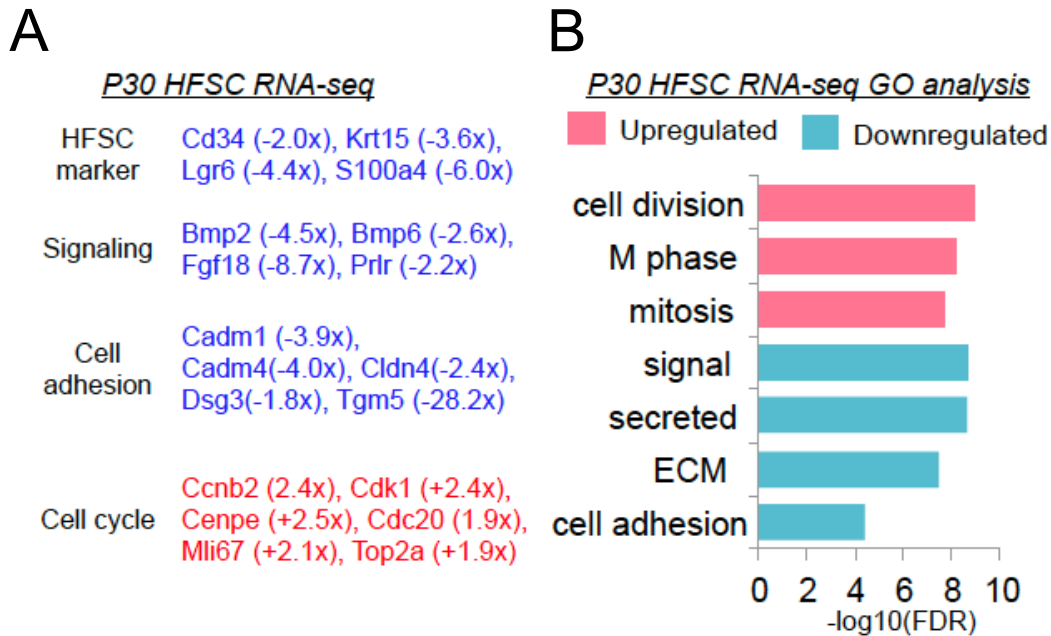 A
P30 HFSC RNA-seq
HFSC
marker
Cd34 (-2.0x), Krt15 (-3.6x),
Lgr6 (-4.4x), S100a4 (-6.0x)
Signaling
Bmp2 (-4.5x), Bmp6 (-2.6x),
Fgf18 (-8.7x), Prlr (-2.2x)
Cell
adhesion
Cadm1 (-3.9x),
Cadm4(-4.0x), Cldn4(-2.4x),
Dsg3(-1.8x), Tgm5 (-28.2x)
Cell cycle
Ccnb2 (2.4x), Cdk1 (+2.4x),
Cenpe (+2.5x), Cdc20 (1.9x),
Mli67 (+2.1x), Top2a (+1.9x)
B
P30 HFSC RNA-seq GO analysis
Upregulated
Downregulated
cell division
M phase
mitosis
signal
secreted
ECM
cell adhesion
0 2 4 6 8 10
-log10(FDR)